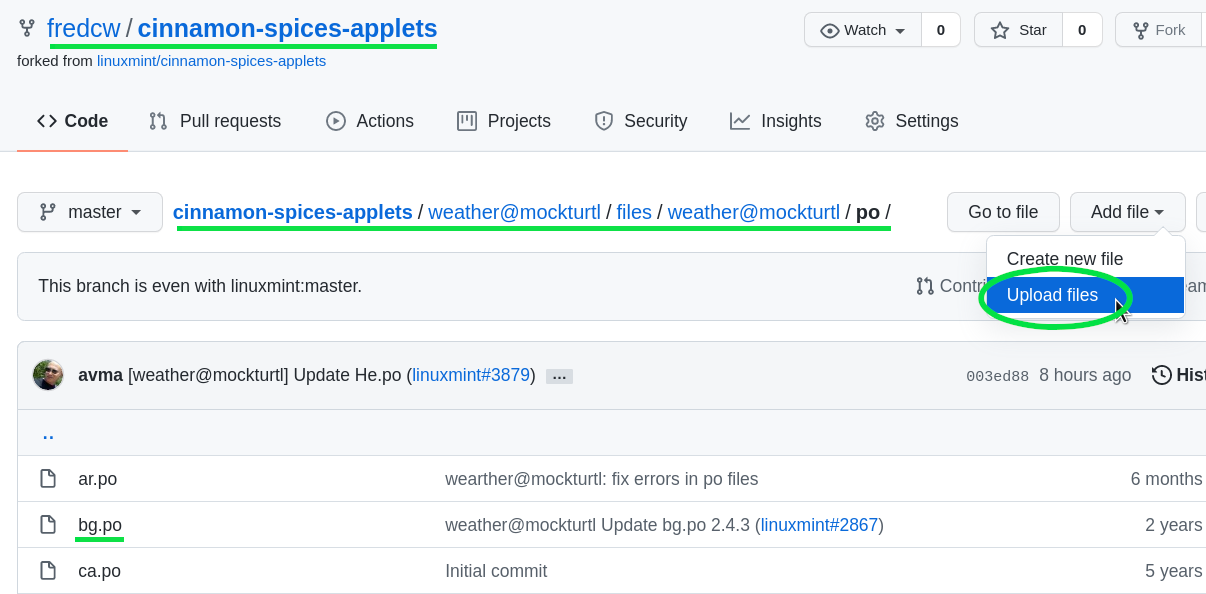 fredcw / cinnamon-spices-applets
Watch 0 Star 0 Fork
forked from linuxmint/cinnamon-spices-applets
Code Pull requests Actions Projects Security Insights Settings
master cinnamon-spices-applets / weather@mockturtl / files / weather@mockturtl / po / Go to file Add file
Create new file
This branch is even with linuxmint:master.
Upload files
avma [weather@mockturtl] Update He.po (linuxmint#3879) ... 003ed88 8 hours ago
..
ar.po wearther@mockturtl: fix errors in po files 6 months
bg.po weather@mockturtl Update bg.po 2.4.3 (linuxmint#2867) 2 years
ca.po Initial commit 5 years